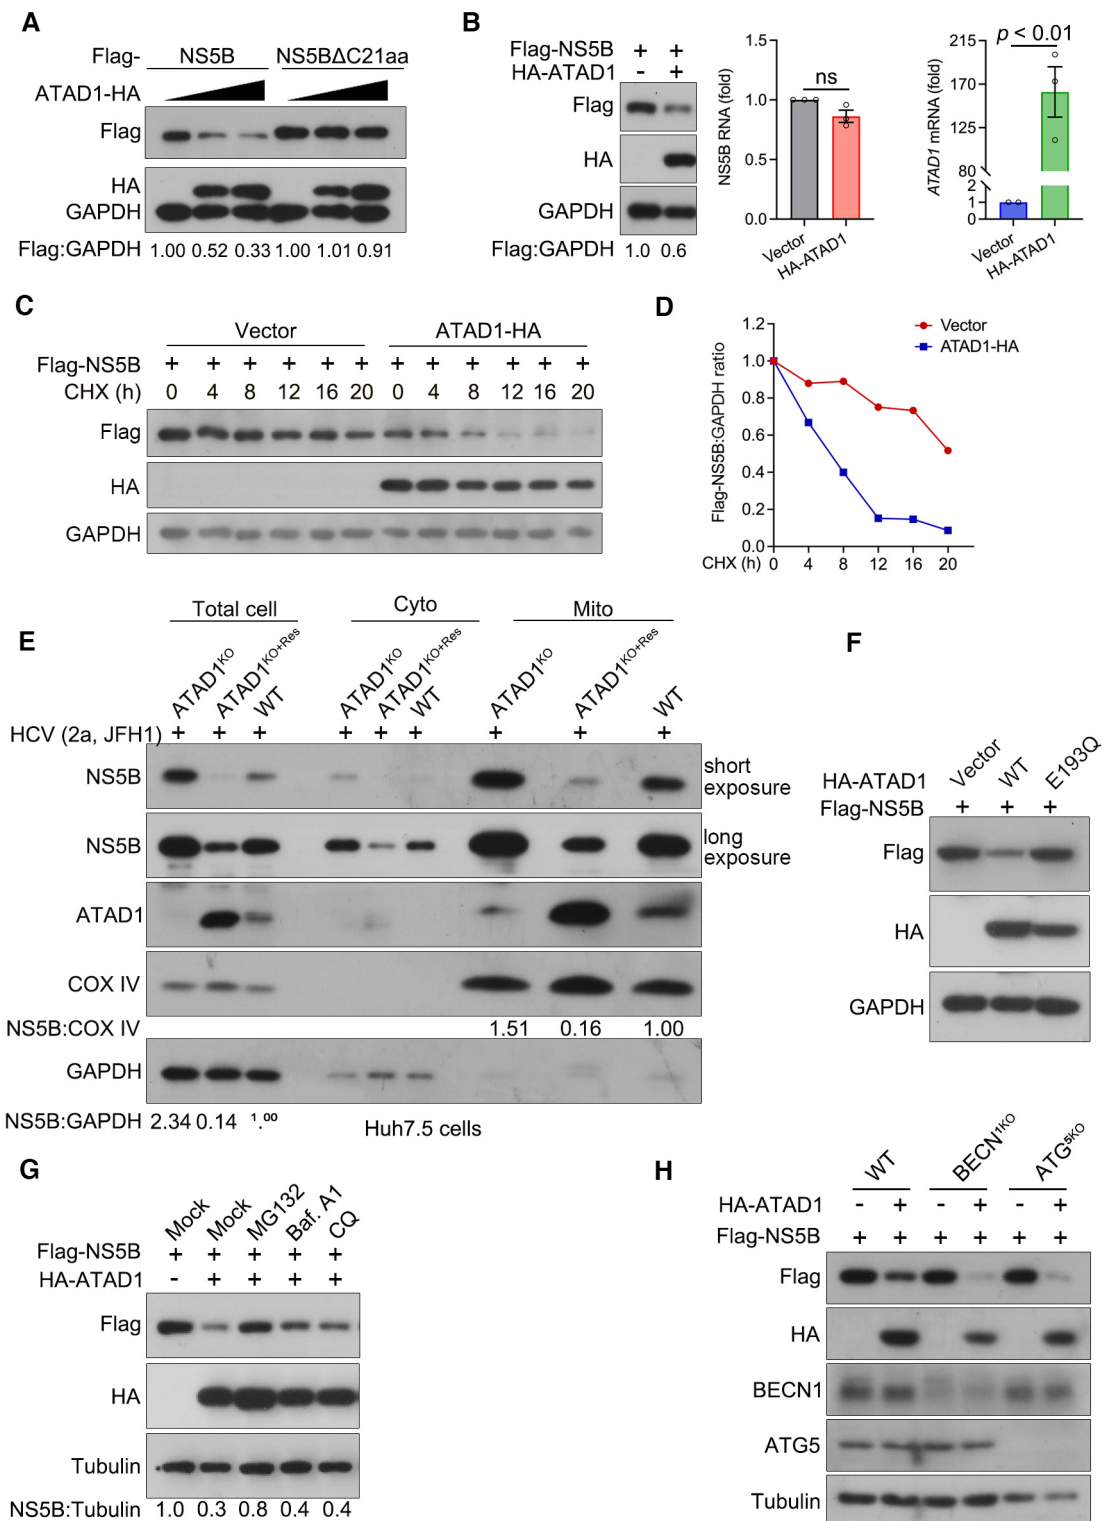 A
Flag- NS5B NS5BΔC21aa
ATAD1-HA
Flag
HA
GAPDH
Flag:GAPDH 1.00 0.52 0.33 1.00 1.01 0.91
B
Flag-NS5B + +
HA-ATAD1 - +
Flag
HA
GAPDH
Flag:GAPDH 1.0 0.6
NS5B RNA (fold)
1.5
1.0
0.5
0.0
ns
Vector
HA-ATAD1
ATAD1 mRNA (fold)
215
170
125
80
2
1
0
p < 0.01
Vector
HA-ATAD1
C
Vector ATAD1-HA
Flag-NS5B + + + + + + + + + + + +
CHX (h) 0 4 8 12 16 20 0 4 8 12 16 20
Flag
HA
GAPDH
D
Flag-NS5B:GAPDH ratio
1.2
1.0
0.8
0.6
0.4
0.2
0.0
CHX (h) 0 4 8 12 16 20
Vector
ATAD1-HA
E
Total cell Cyto Mito
ATAD1KO ATAD1KO+Res WT ATAD1KO ATAD1KO+Res WT ATAD1KO ATAD1KO+Res WT
HCV (2a, JFH1) + + + + + + + + +
NS5B short exposure
NS5B long exposure
ATAD1
COX IV
NS5B:COX IV 1.51 0.16 1.00
GAPDH
NS5B:GAPDH 2.34 0.14 1.00
Huh7.5 cells
F
HA-ATAD1 Vector WT E193Q
Flag-NS5B + + +
Flag
HA
GAPDH
G
Mock Mock MG132 Baf. A1 CQ
Flag-NS5B + + + + +
HA-ATAD1 - + + + +
Flag
HA
Tubulin
NS5B:Tubulin 1.0 0.3 0.8 0.4 0.4
H
WT BECN1KO ATG5KO
HA-ATAD1 - + - + - +
Flag-NS5B + + + + + +
Flag
HA
BECN1
ATG5
Tubulin